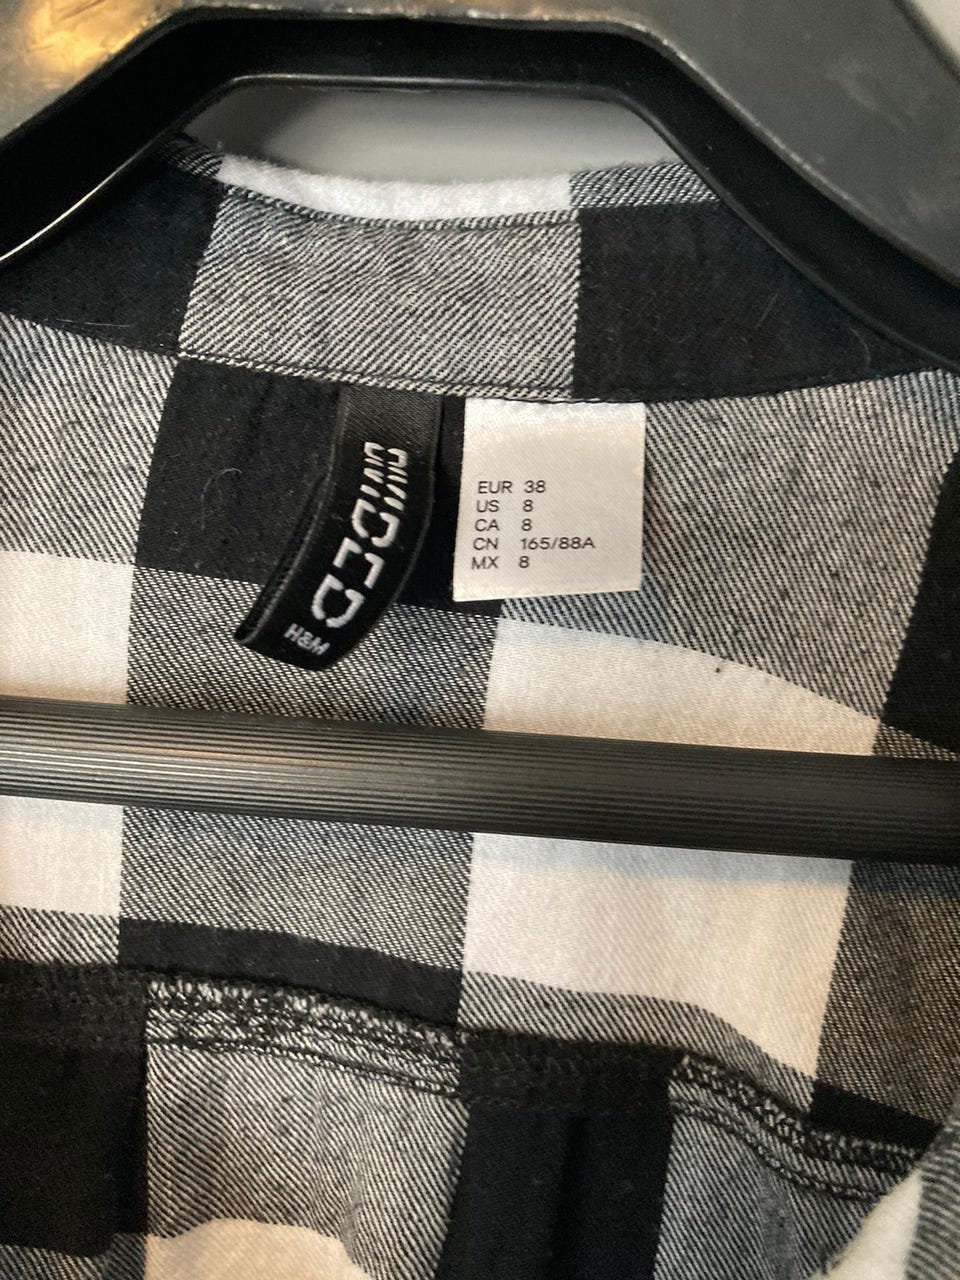 DIVIDED
H&M
EUR 38
US 8
CA 8
CN 165/88A
MX 8